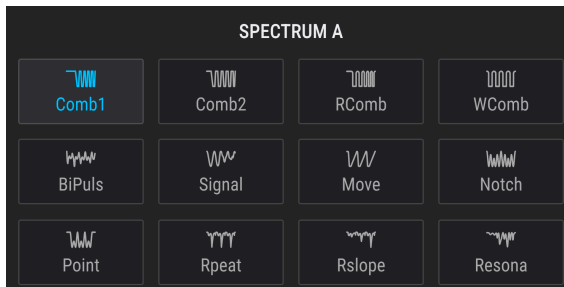 SPECTRUM A
Comb1 Comb2 RComb WComb
BiPuls Signal Move Notch
Point Rpeat Rslope Resona